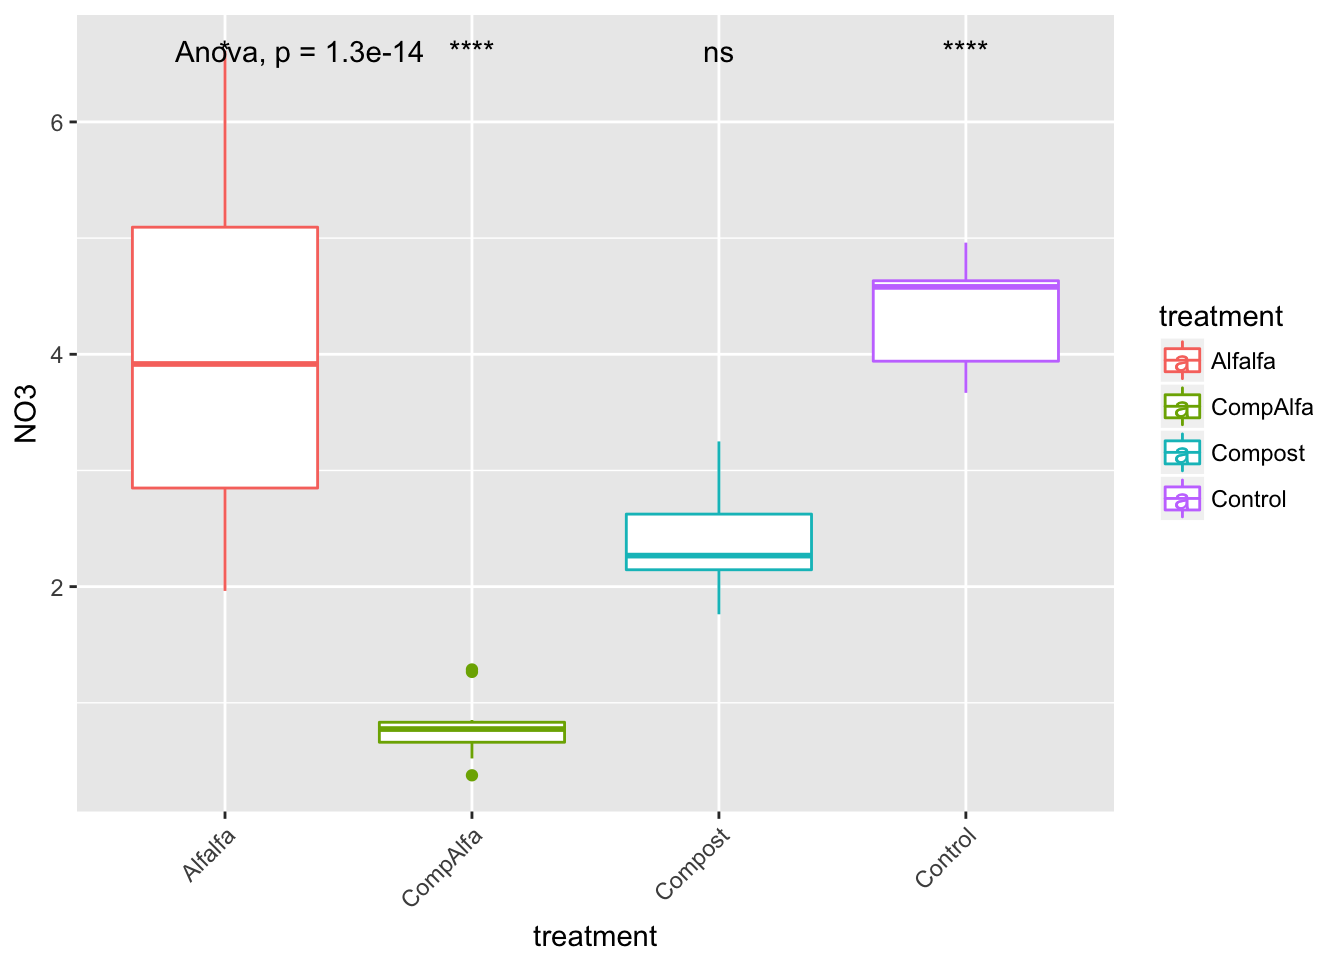 Anova, p = 1.3e-14
*
****
ns
****
NO3
6
4
2
Alfalfa
CompAlfa
Compost
Control
treatment
treatment
a Alfalfa
a CompAlfa
a Compost
a Control